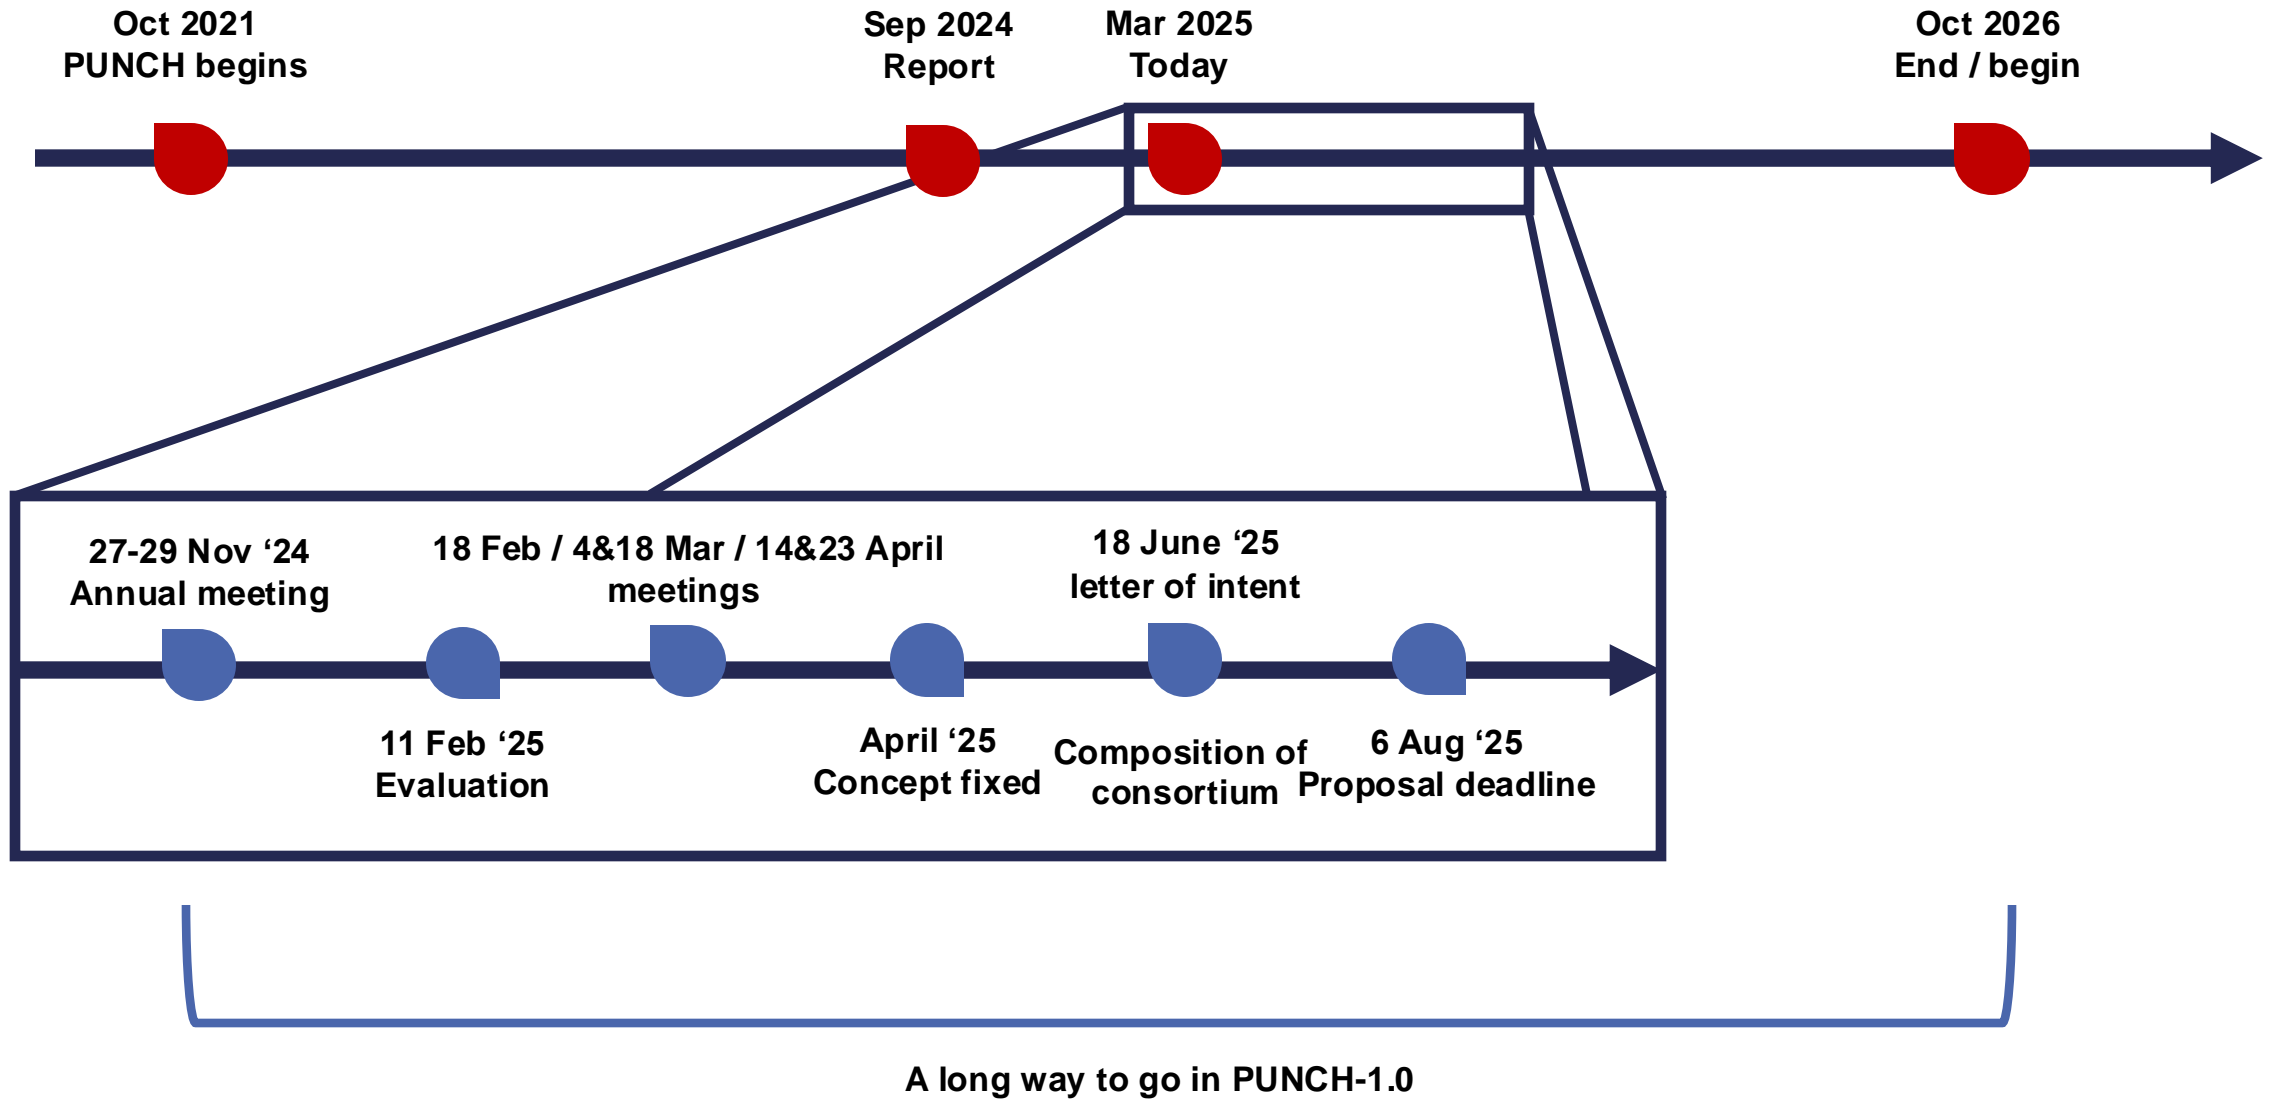 Oct 2021
PUNCH begins
Sep 2024
Report
Mar 2025
Today
Oct 2026
End / begin
27-29 Nov ‘24
Annual meeting
18 Feb / 4&18 Mar / 14&23 April
meetings
18 June ‘25
letter of intent
11 Feb ‘25
Evaluation
April ‘25
Concept fixed
Composition of
consortium
6 Aug ‘25
Proposal deadline
A long way to go in PUNCH-1.0